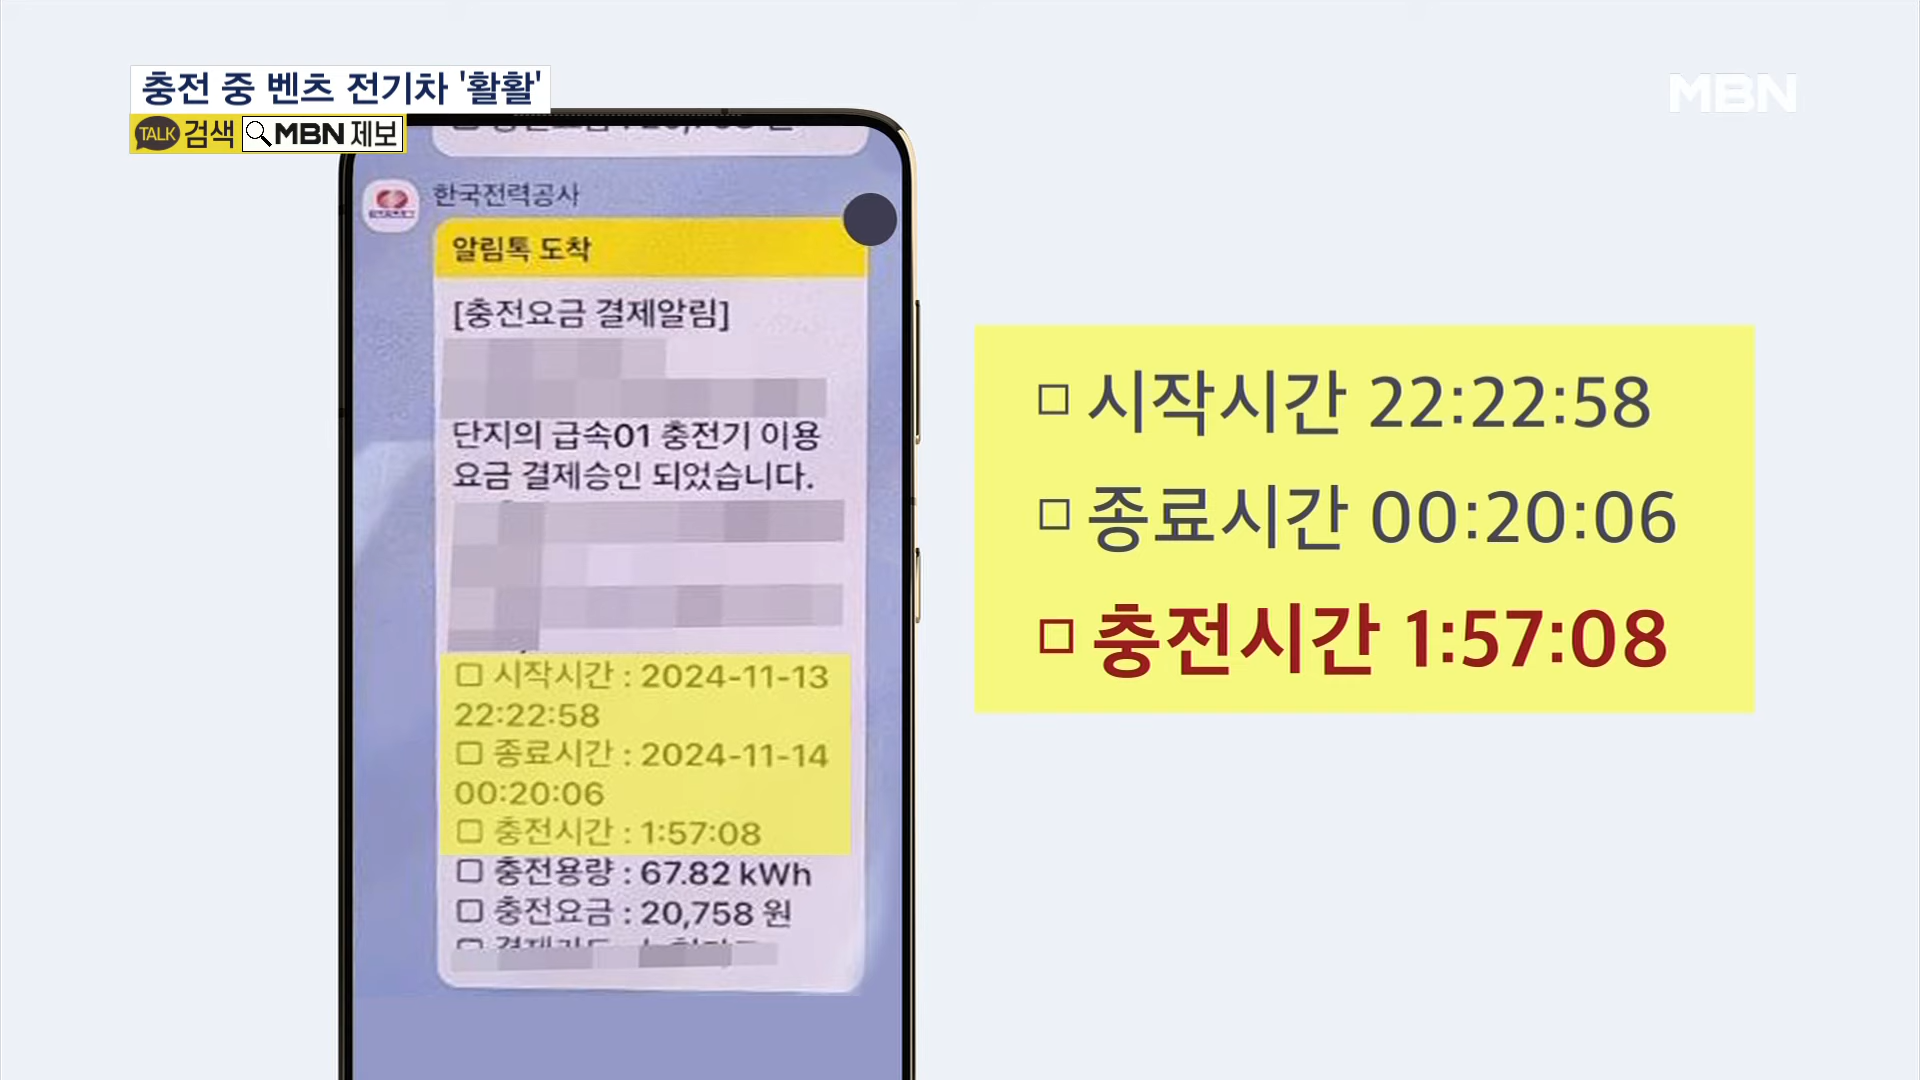 충전 중 벤츠 전기차 '활활'
TALK 검색 MBN 제보
MBN
한국전력공사
알림톡 도착
[충전요금 결제알림]
단지의 급속01 충전기 이용
요금 결제승인 되었습니다.
□ 시작시간 : 2024-11-13
22:22:58
□ 종료시간 : 2024-11-14
00:20:06
□ 충전시간 : 1:57:08
□ 충전용량 : 67.82 kWh
□ 충전요금 : 20,758 원
□ 시작시간 22:22:58
□ 종료시간 00:20:06
□ 충전시간 1:57:08